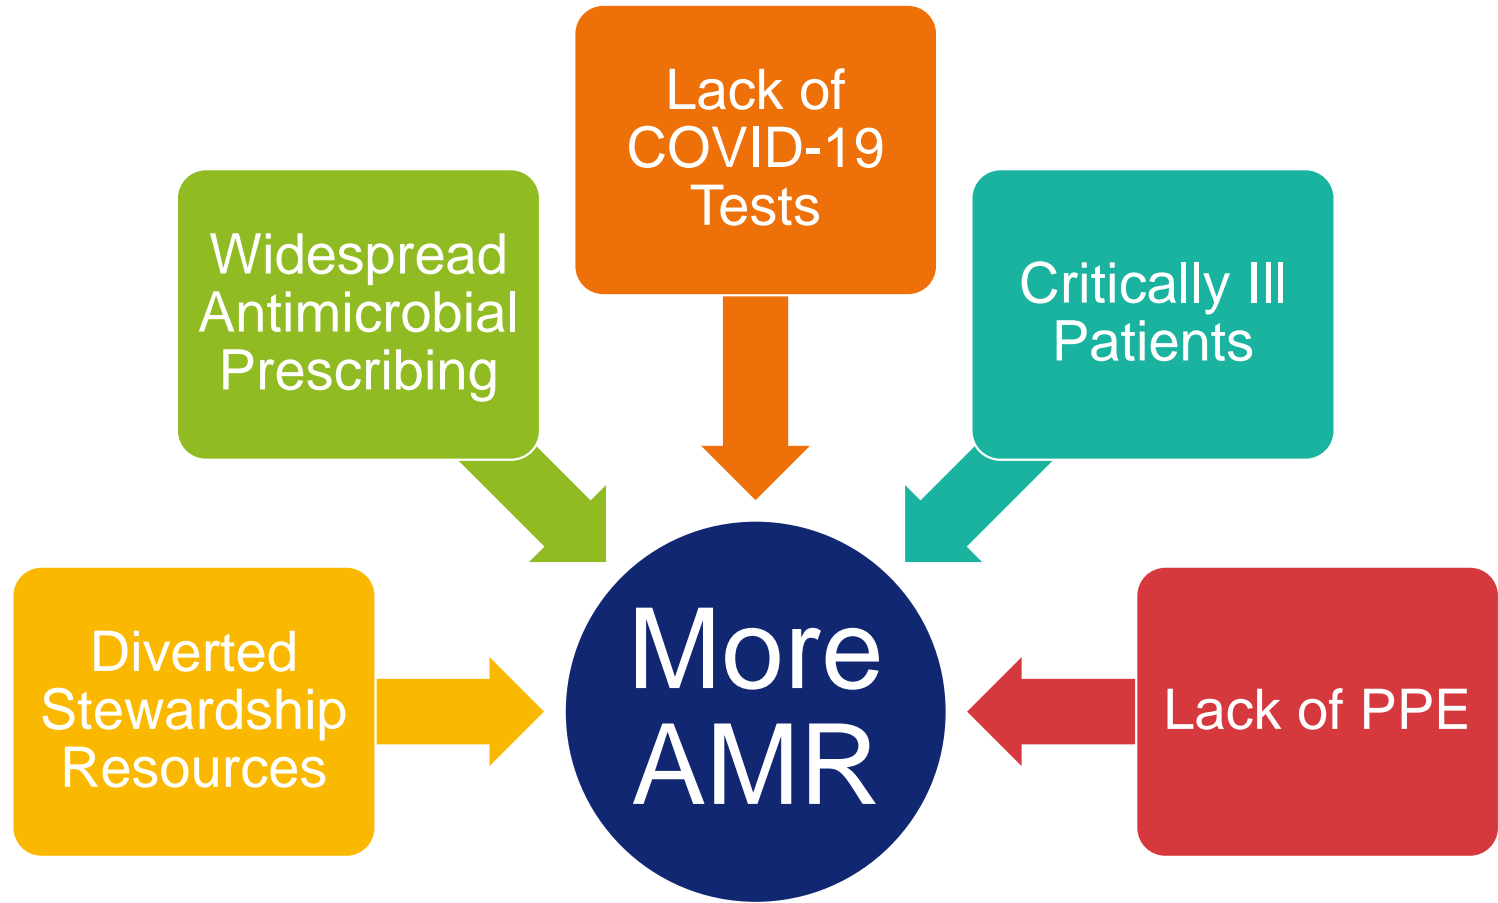 Lack of
COVID-19
Tests
Widespread
Antimicrobial
Prescribing
Critically Ill
Patients
Diverted
Stewardship
Resources
More
AMR
Lack of PPE